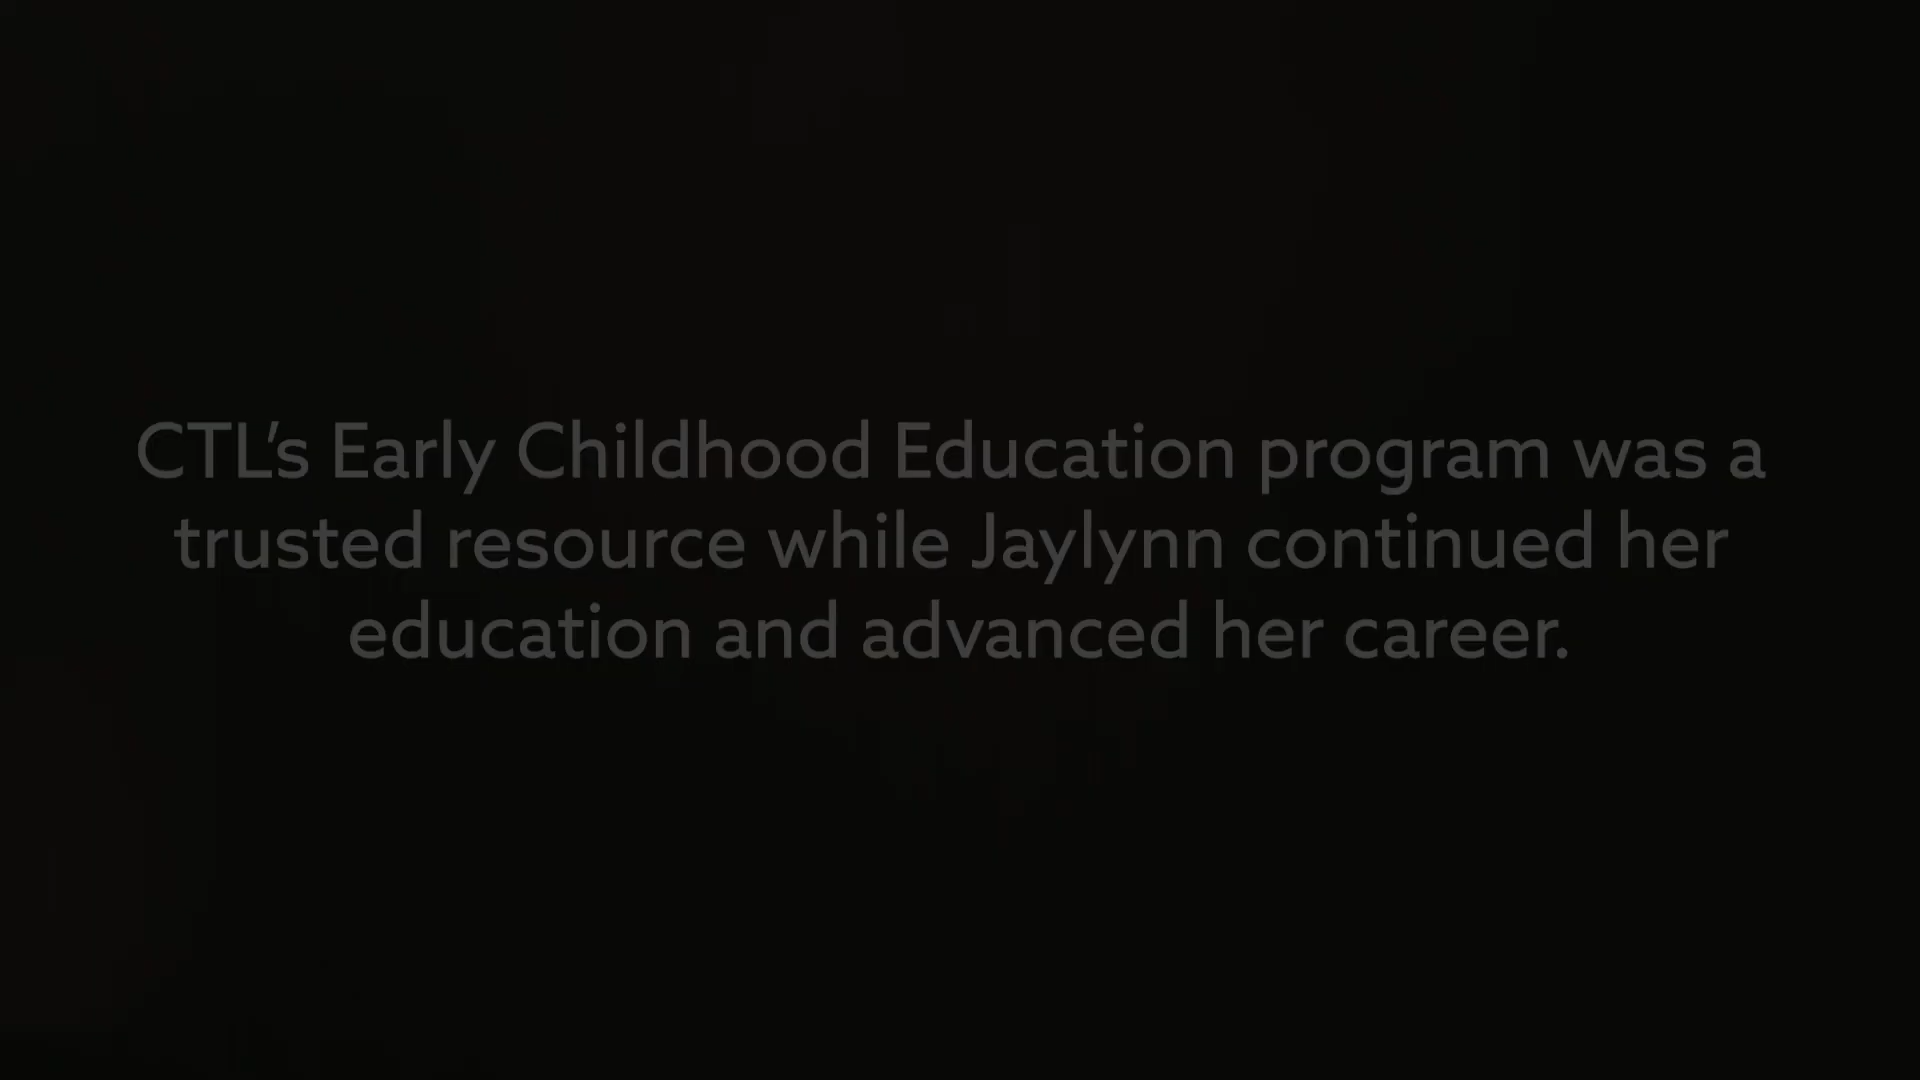 CTL’s Early Childhood Education program was a
trusted resource while Jaylynn continued her
education and advanced her career.